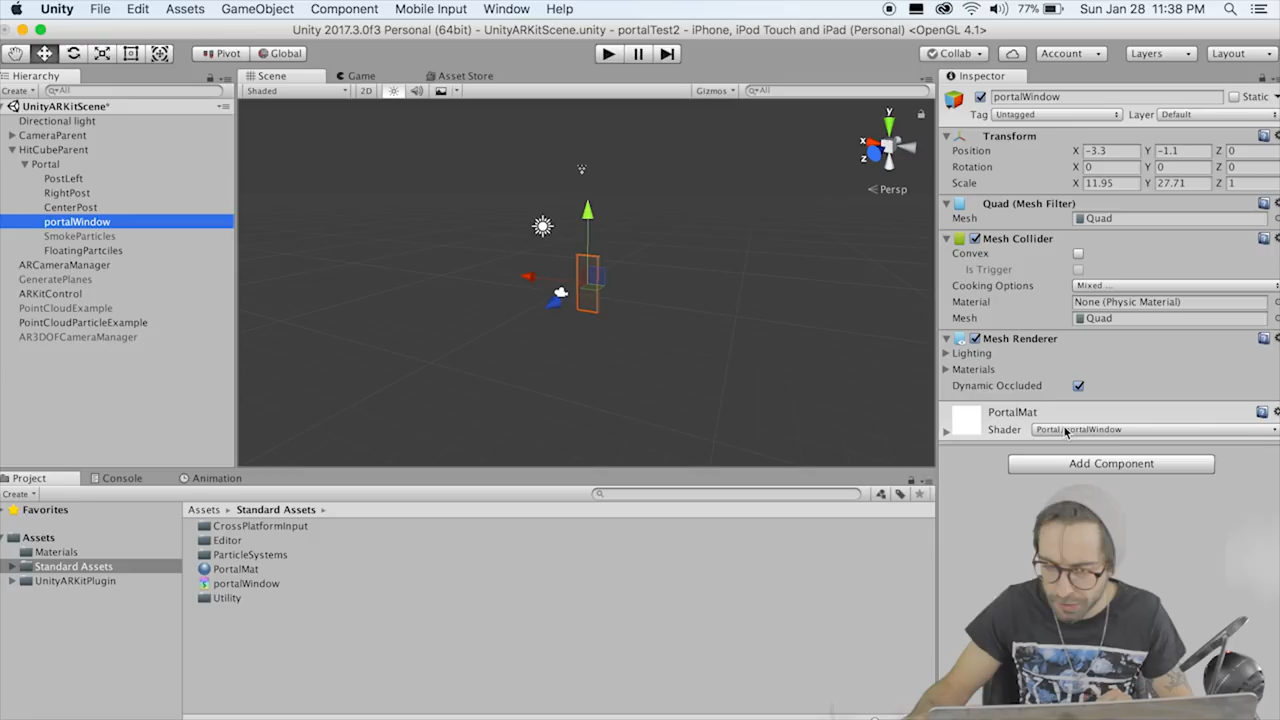 Unity File Edit Assets GameObject Component Mobile Input Window Help 77% Sun Jan 28 11:38 PM
Unity 2017.3.0f3 Personal (64bit) - UnityARKitScene.unity - portalTest2 - iPhone, iPod Touch and iPad (Personal) <OpenGL 4.1>
Pivot Global Collab Account Layers Layout
Hierarchy
Create All
UnityARKitScene*
Directional light
CameraParent
HitCubeParent
Portal
PostLeft
RightPost
CenterPost
portalWindow
SmokeParticles
FloatingPartciles
ARCameraManager
GeneratePlanes
ARKitControl
PointCloudExample
PointCloudParticleExample
AR3DOFCameraManager
Scene Game Asset Store
Shaded 2D Gizmos All
y
x
z
Persp
Inspector
portalWindow Static
Tag Untagged Layer Default
Transform
Position X -3.3 Y -1.1 Z 0
Rotation X 0 Y 0 Z 0
Scale X 11.95 Y 27.71 Z 1
Quad (Mesh Filter)
Mesh Quad
Mesh Collider
Convex
Is Trigger
Cooking Options Mixed ...
Material None (Physic Material)
Mesh Quad
Mesh Renderer
Lighting
Materials
Dynamic Occluded
PortalMat
Shader Portal/portalWindow
Add Component
Project Console Animation
Create
Favorites
Assets
Materials
Standard Assets
UnityARKitPlugin
Assets Standard Assets
CrossPlatformInput
Editor
ParticleSystems
PortalMat
portalWindow
Utility